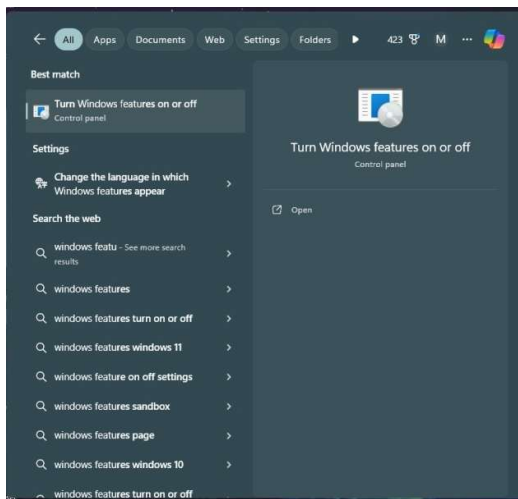 All Apps Documents Web Settings Folders 423 M
Best match
Turn Windows features on or off
Control panel
Settings
Change the language in which
Windows features appear
Search the web
windows featu - See more search
results
windows features
windows features turn on or off
windows features windows 11
windows feature on off settings
windows features sandbox
windows features page
windows features windows 10
windows features turn on or off
Turn Windows features on or off
Control panel
Open